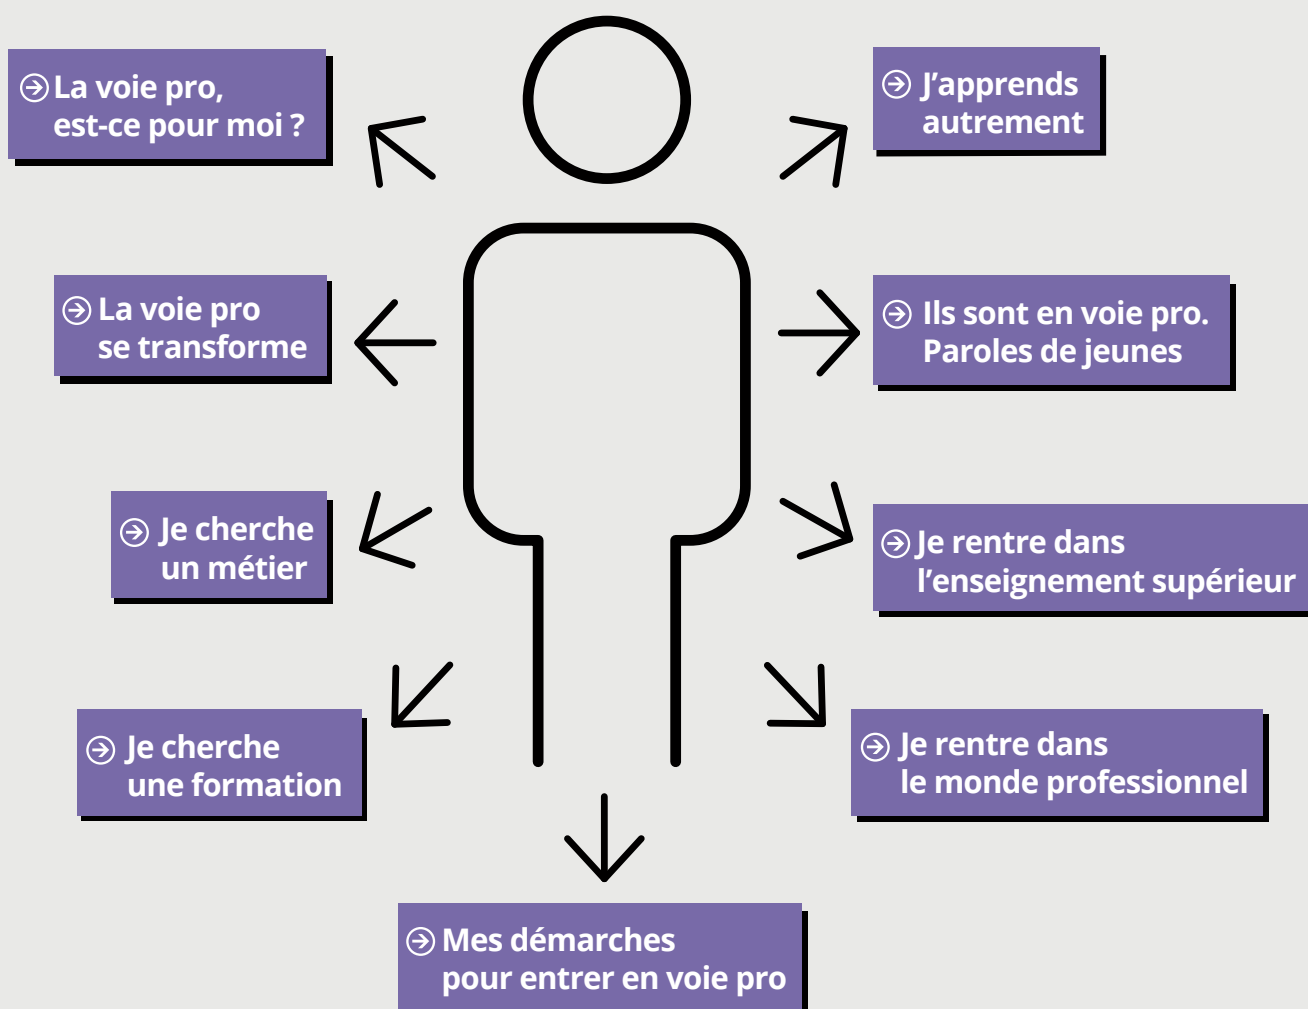 La voie pro,
est-ce pour moi ?
J’apprends
autrement
La voie pro
se transforme
Ils sont en voie pro.
Paroles de jeunes
Je cherche
un métier
Je rentre dans
l’enseignement supérieur
Je cherche
une formation
Je rentre dans
le monde professionnel
Mes démarches
pour entrer en voie pro